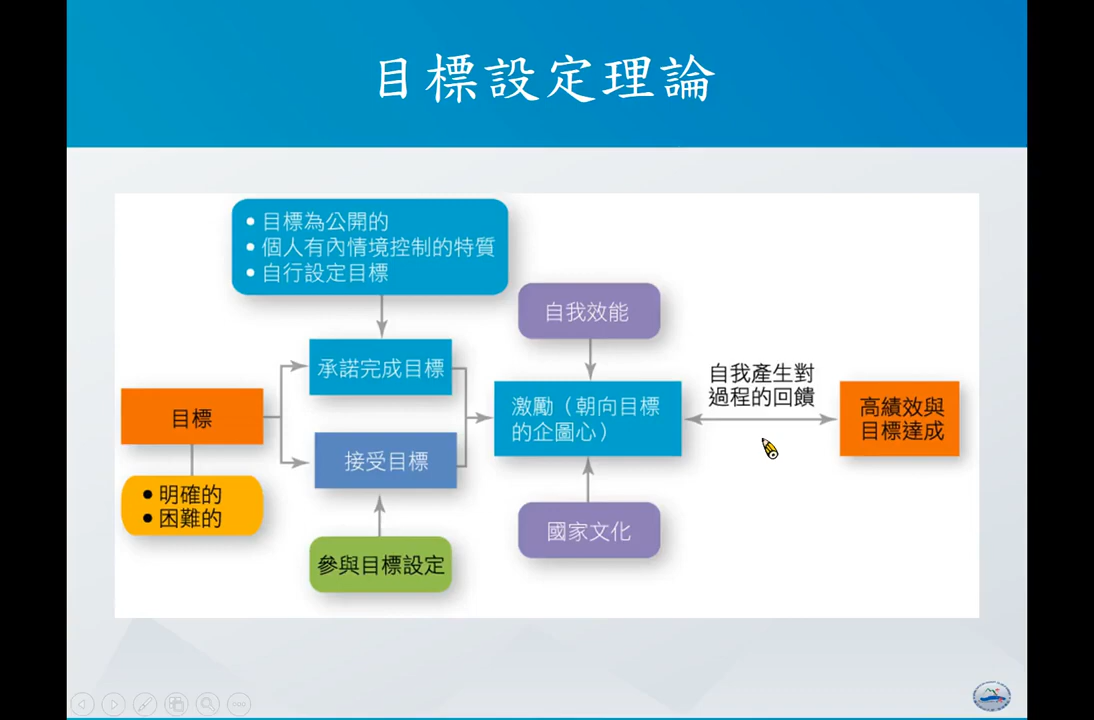 目標設定理論
• 目標為公開的
• 個人有內情境控制的特質
• 自行設定目標
自我效能
承諾完成目標
目標
激勵（朝向目標
的企圖心）
自我產生對
過程的回饋
高績效與
目標達成
接受目標
• 明確的
• 困難的
國家文化
參與目標設定